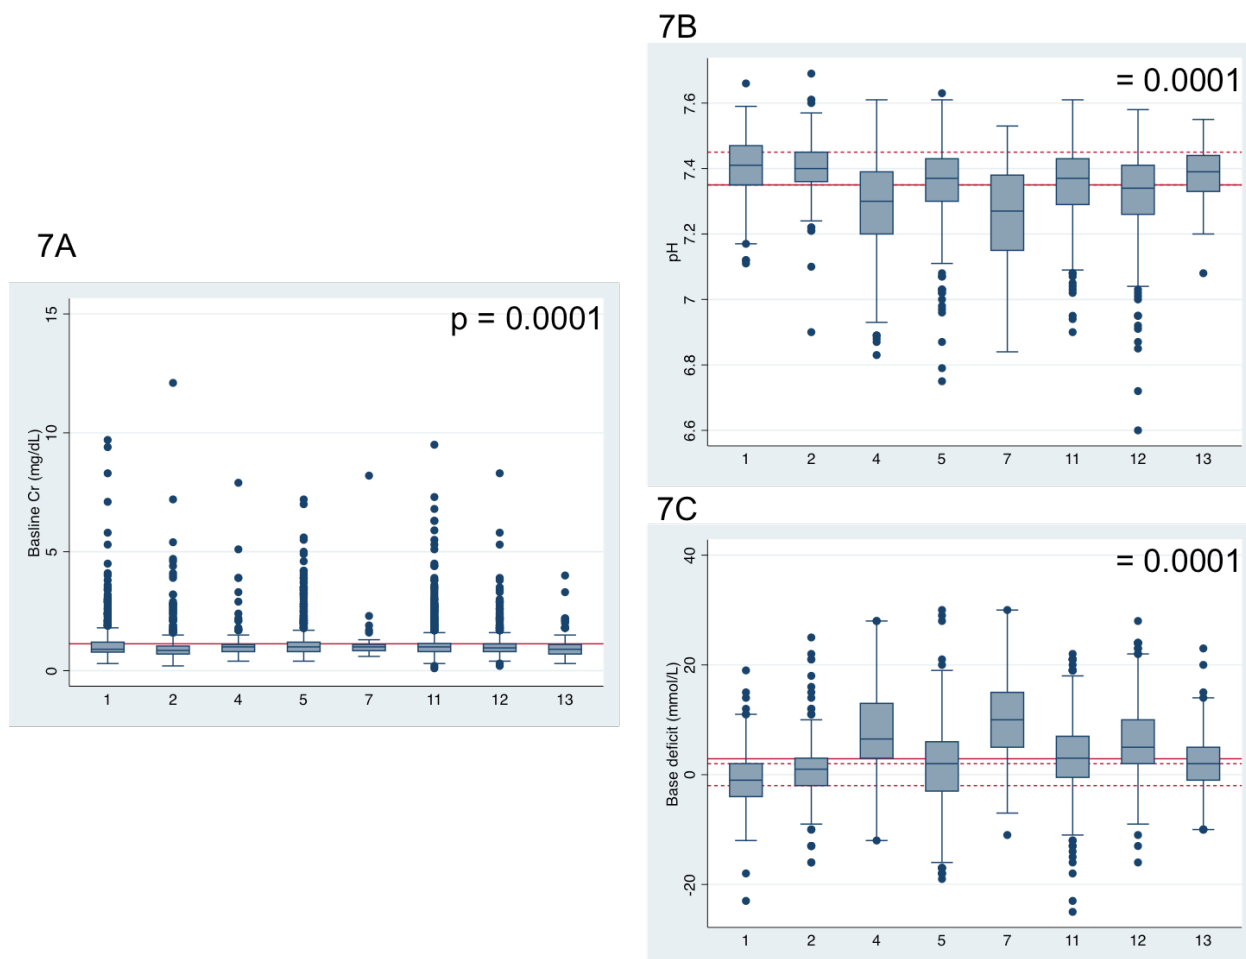 7A
p = 0.0001
Basline Cr (mg/dL)
15
10
5
0
1 2 4 5 7 11 12 13
7B
= 0.0001
pH
7.6
7.4
7.2
7
6.8
6.6
1 2 4 5 7 11 12 13
7C
= 0.0001
Base deficit (mmol/L)
40
20
0
-20
1 2 4 5 7 11 12 13